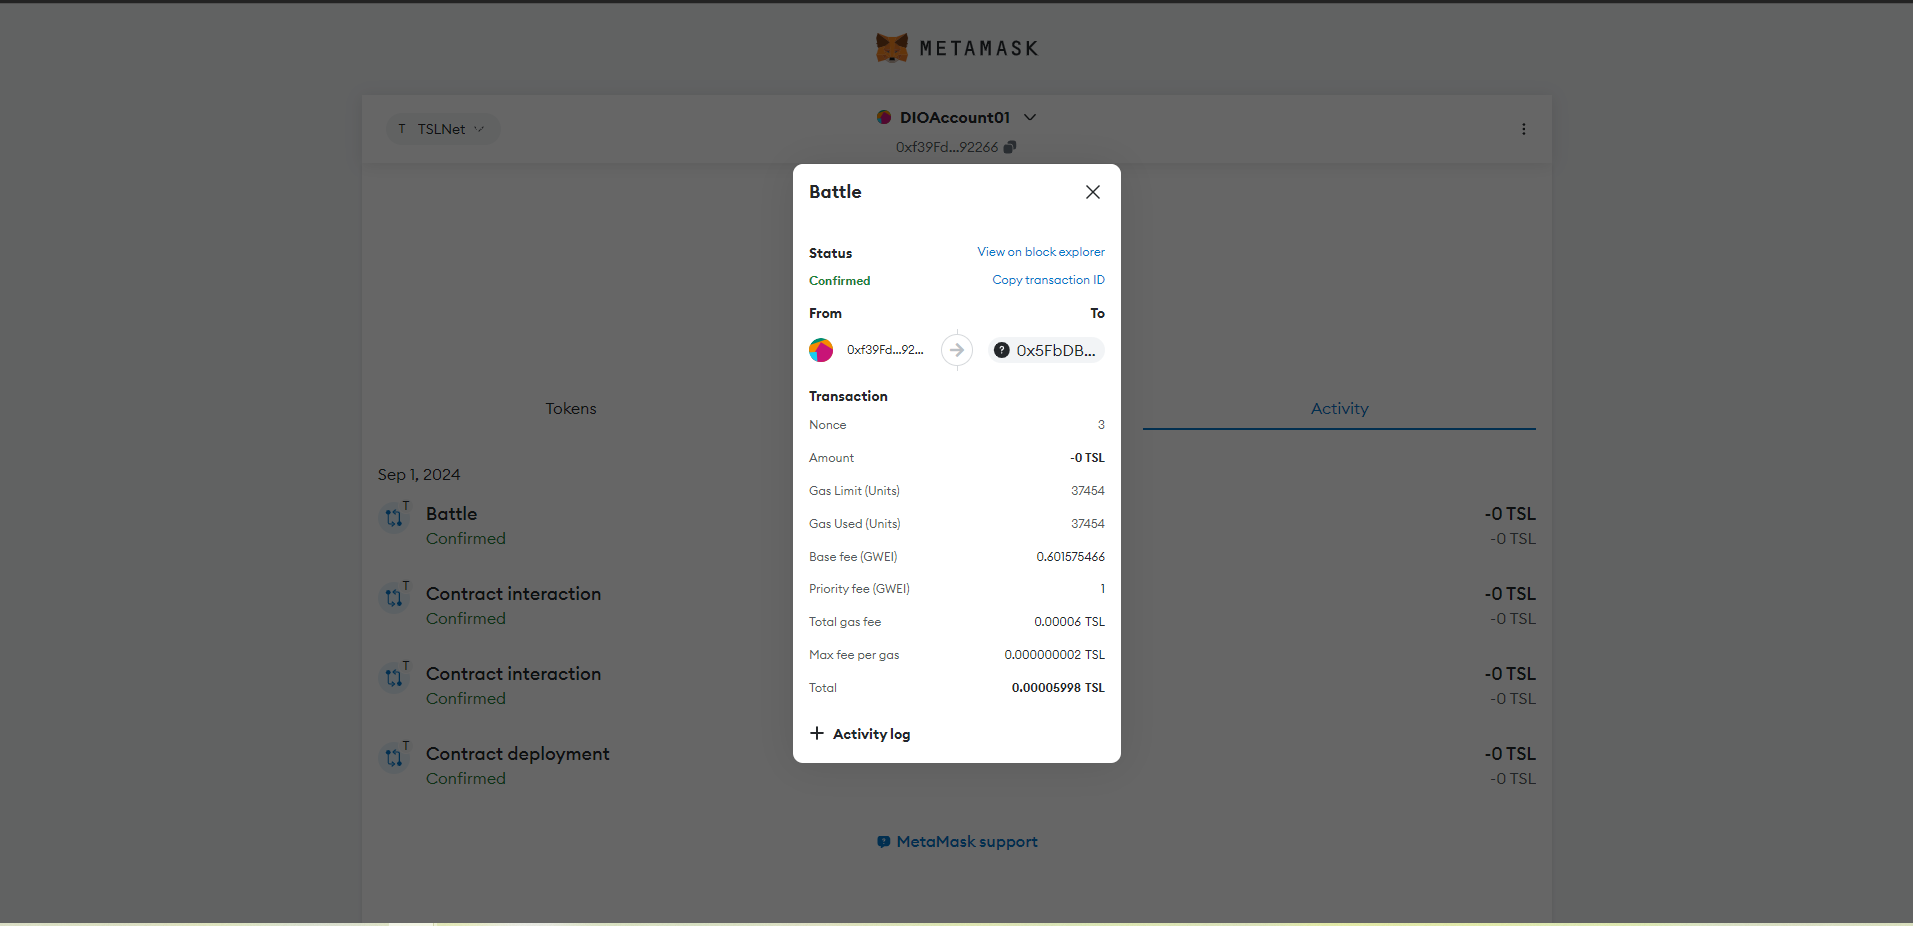 METAMASK
T TSLNet
DIOAccount01
0xf39Fd...92266
Battle
Status View on block explorer
Confirmed Copy transaction ID
From To
0xf39Fd...92... ? 0x5FbDB...
Transaction
Nonce 3
Amount -0 TSL
Gas Limit (Units) 37454
Gas Used (Units) 37454
Base fee (GWEI) 0.601575466
Priority fee (GWEI) 1
Total gas fee 0.00006 TSL
Max fee per gas 0.000000002 TSL
Total 0.00005998 TSL
+ Activity log
Tokens Activity
Sep 1, 2024
T
Battle -0 TSL
Confirmed -0 TSL
T
Contract interaction -0 TSL
Confirmed -0 TSL
T
Contract interaction -0 TSL
Confirmed -0 TSL
T
Contract deployment -0 TSL
Confirmed -0 TSL
MetaMask support